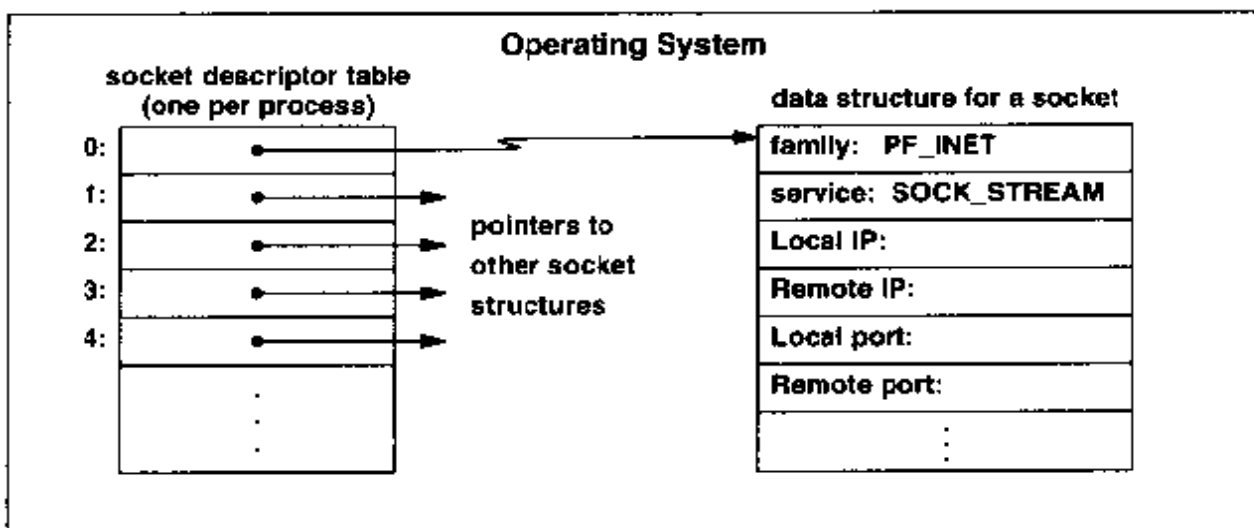 Operating System
socket descriptor table
(one per process)
0:
1:
2:
3:
4:
pointers to
other socket
structures
data structure for a socket
family: PF_INET
service: SOCK_STREAM
Local IP:
Remote IP:
Local port:
Remote port: